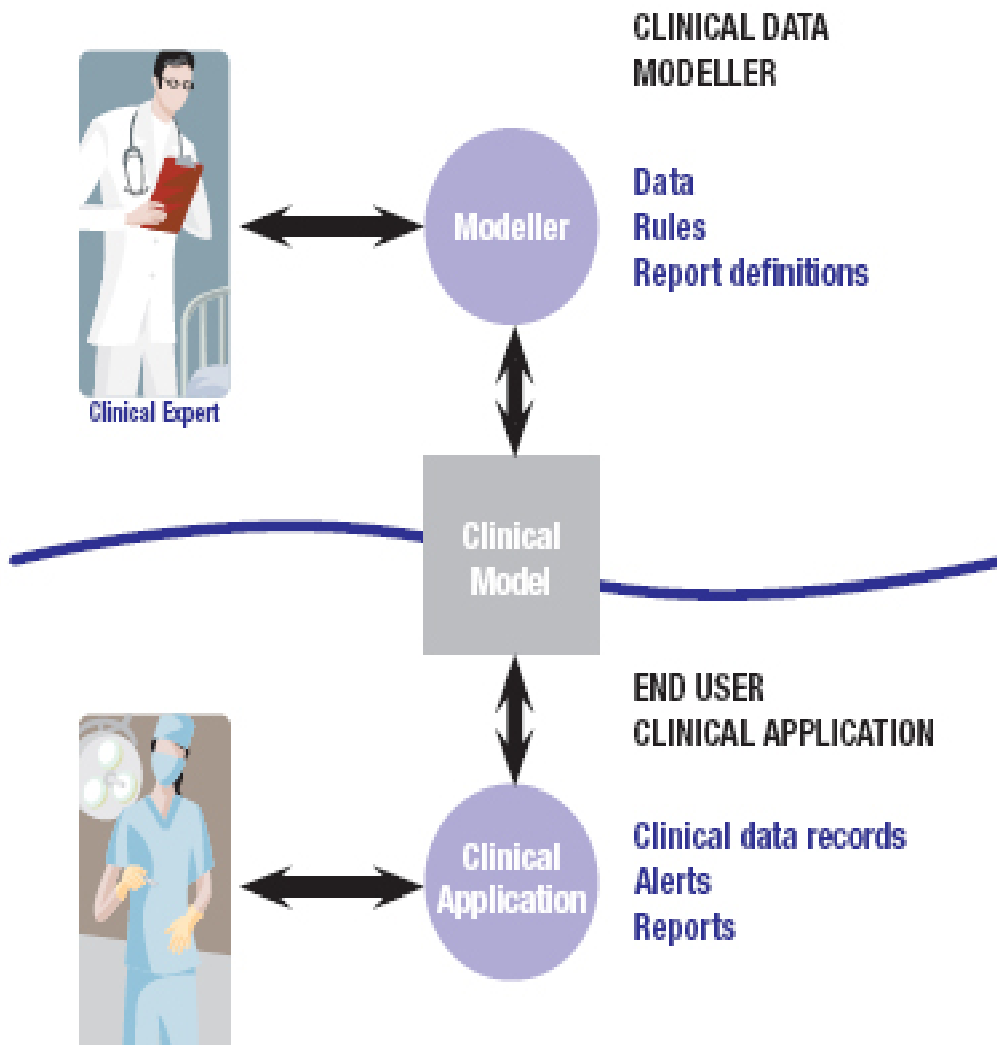 CLINICAL DATA
MODELLER
Modeller
Data
Rules
Report definitions
Clinical Expert
Clinical
Model
END USER
CLINICAL APPLICATION
Clinical
Application
Clinical data records
Alerts
Reports